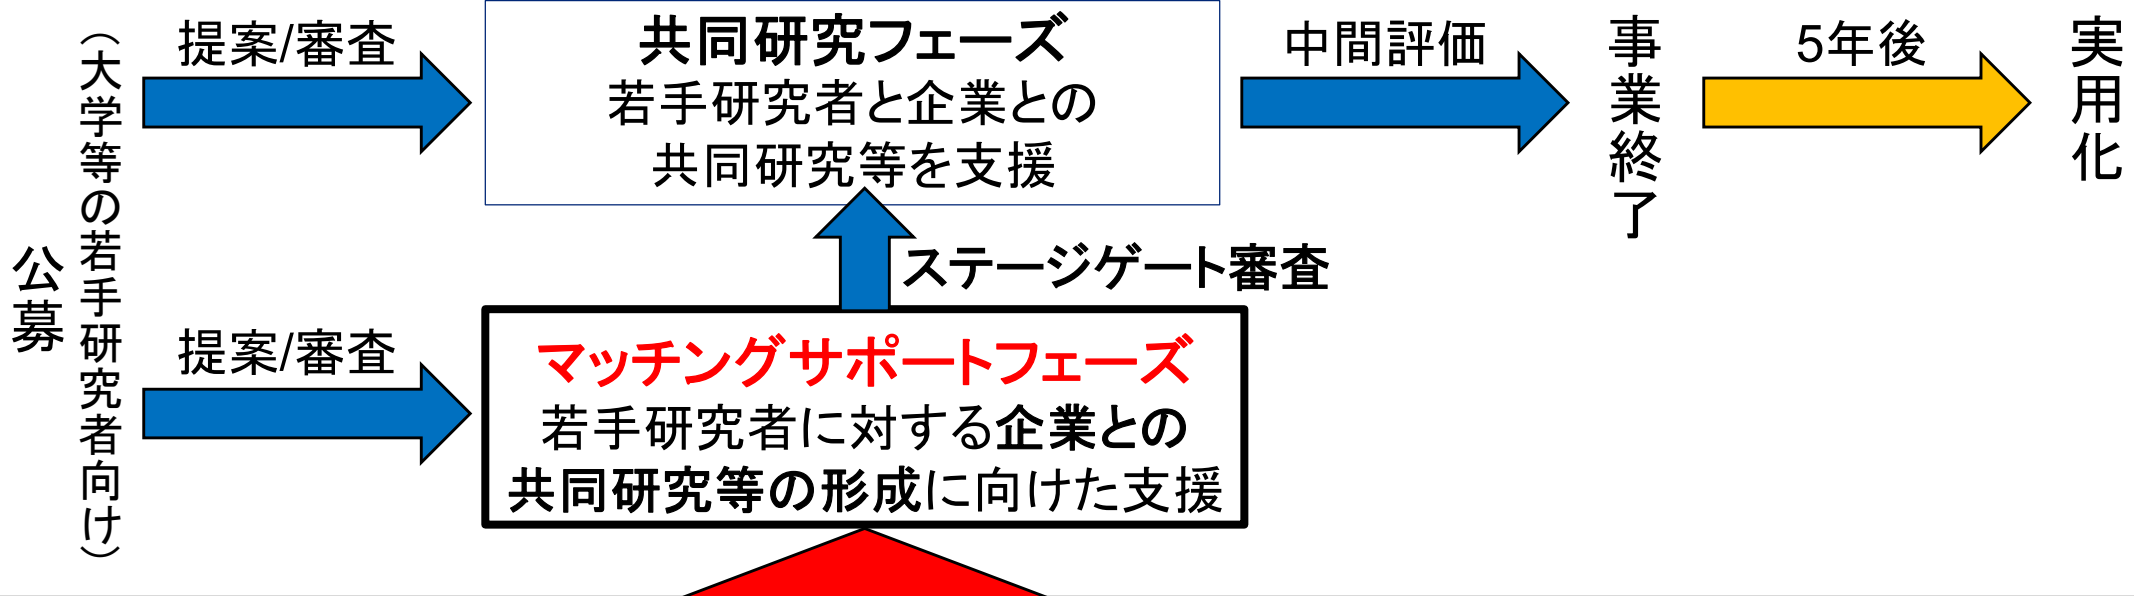 公募
（大学等の若手研究者向け）
提案/審査
共同研究フェーズ
若手研究者と企業との
共同研究等を支援
中間評価
事業終了
5年後
実用化
ステージゲート審査
提案/審査
マッチングサポートフェーズ
若手研究者に対する企業との
共同研究等の形成に向けた支援